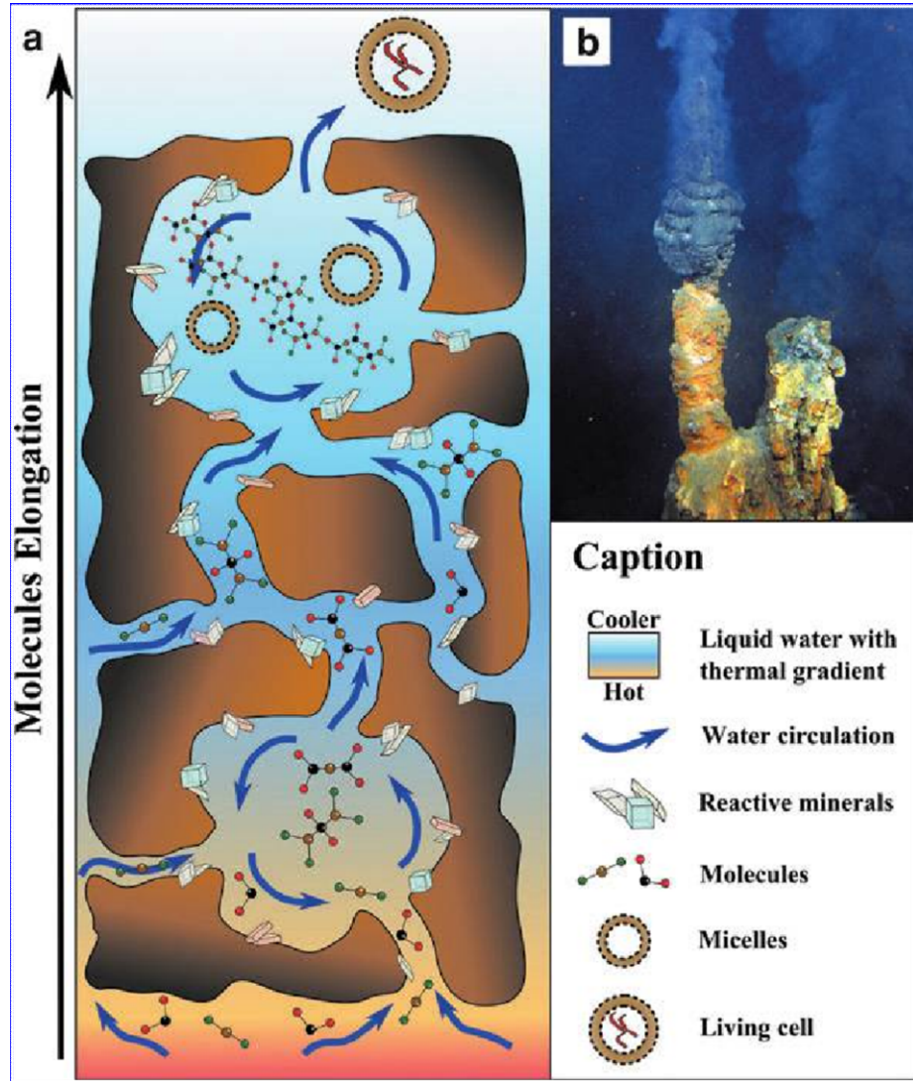 a
Molecules Elongation
b
Caption
Cooler
Hot
Liquid water with
thermal gradient
Water circulation
Reactive minerals
Molecules
Micelles
Living cell